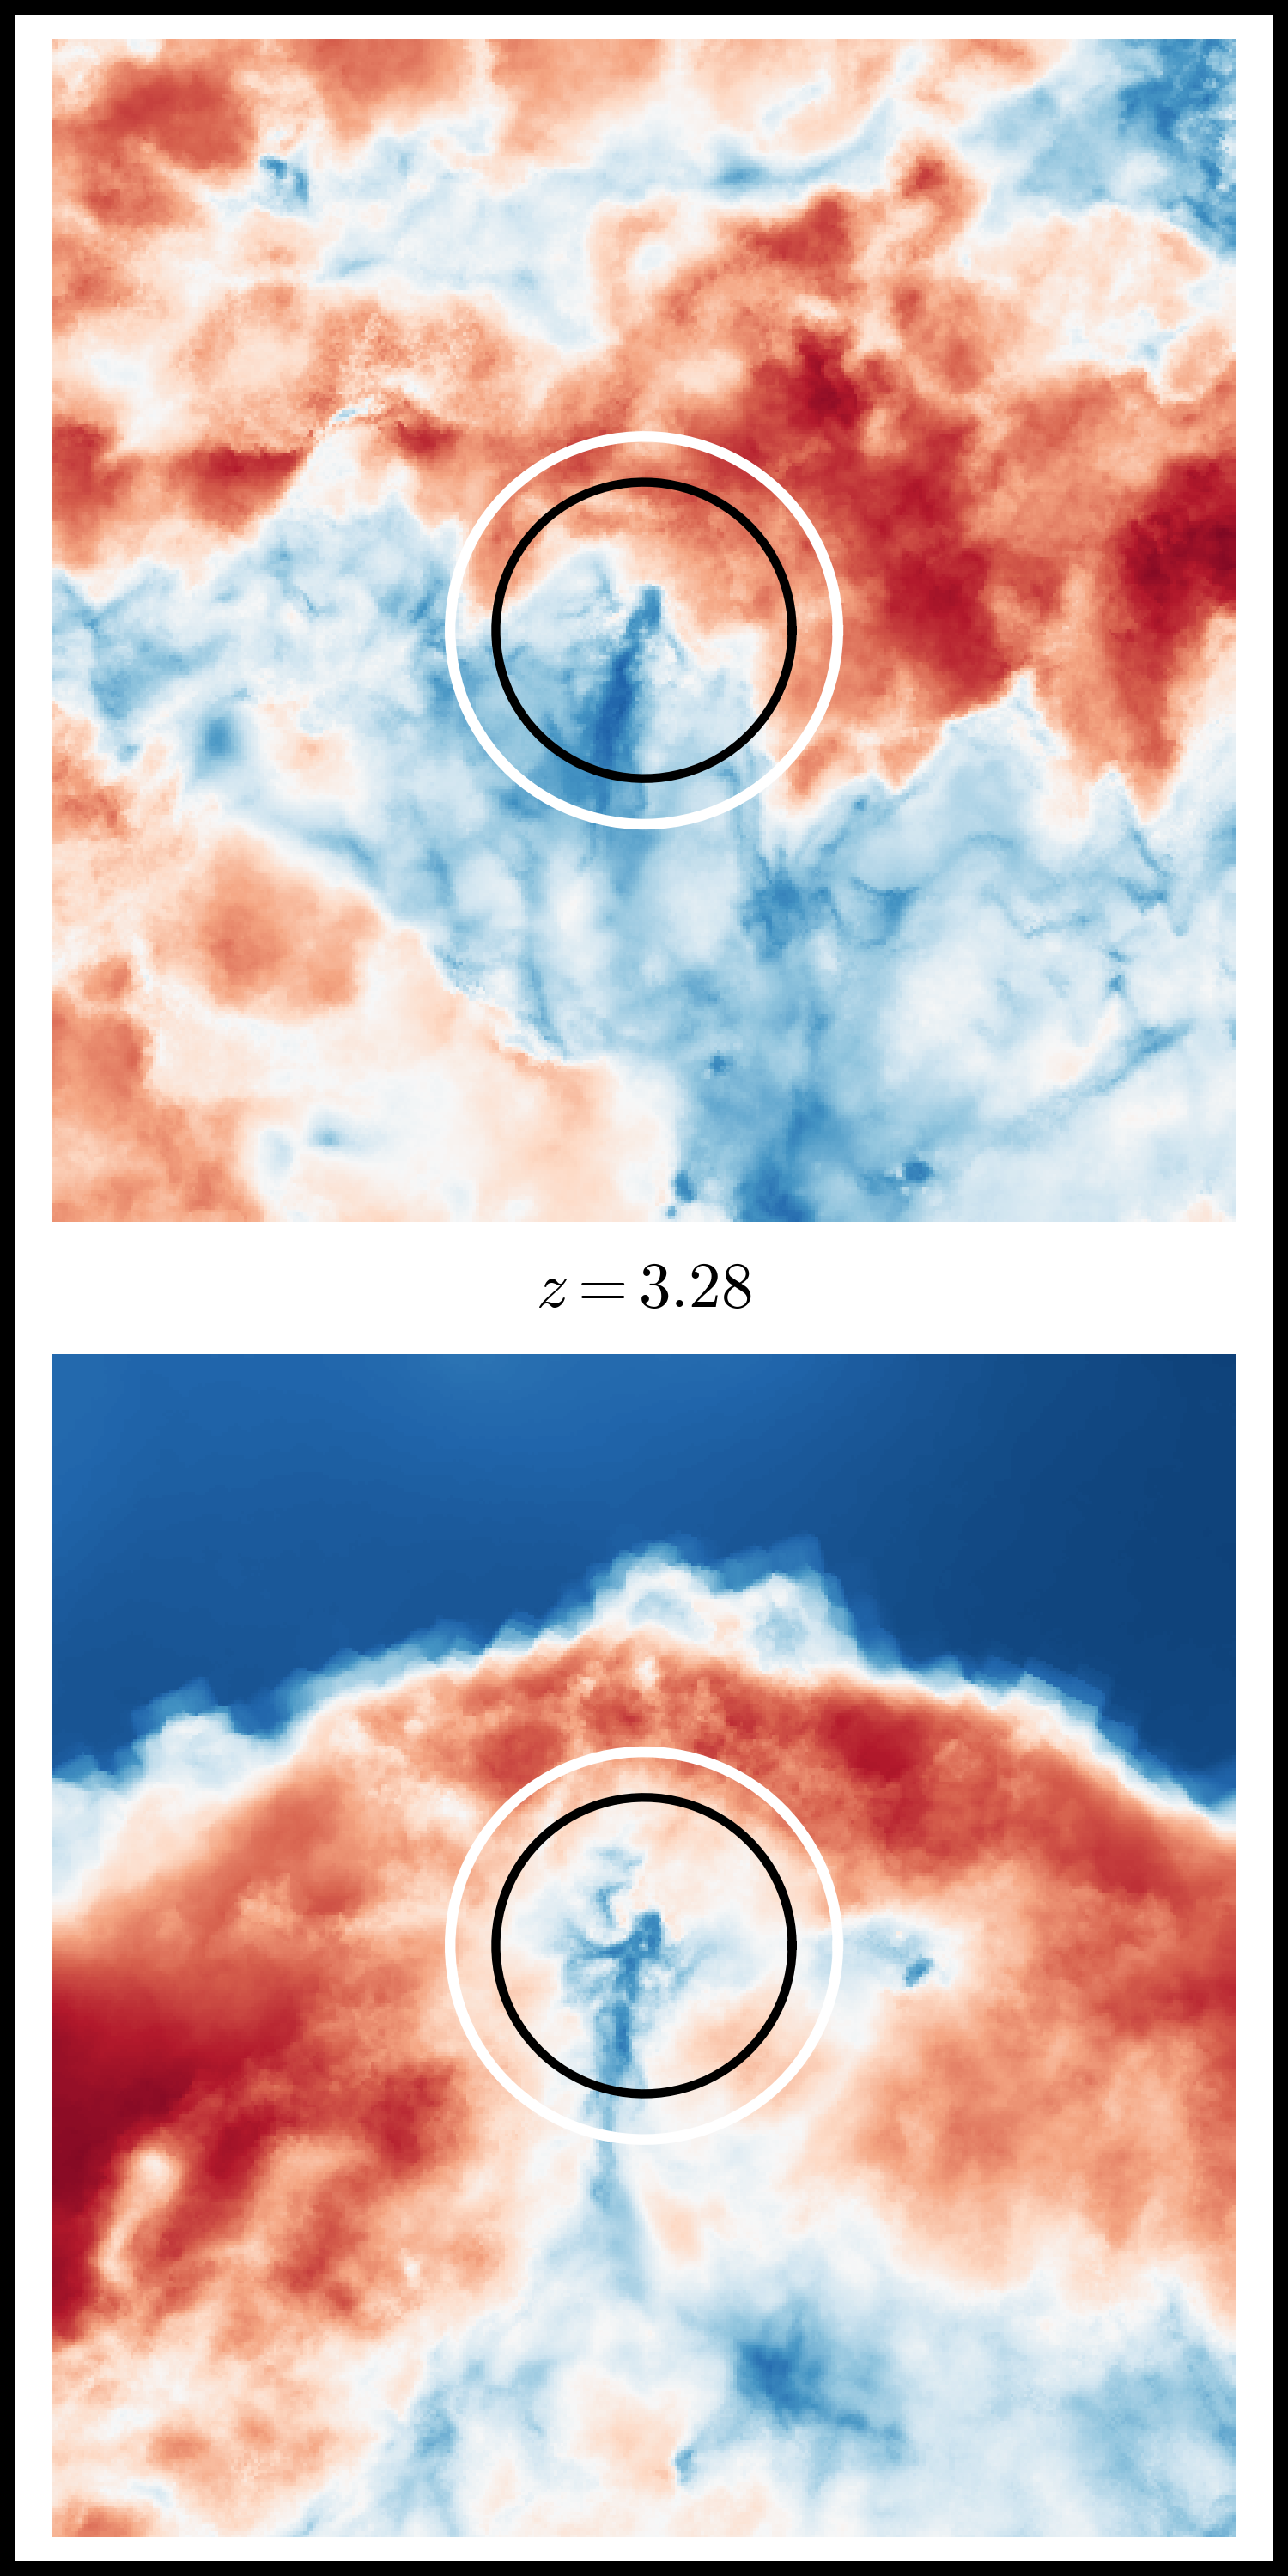 z = 3.28